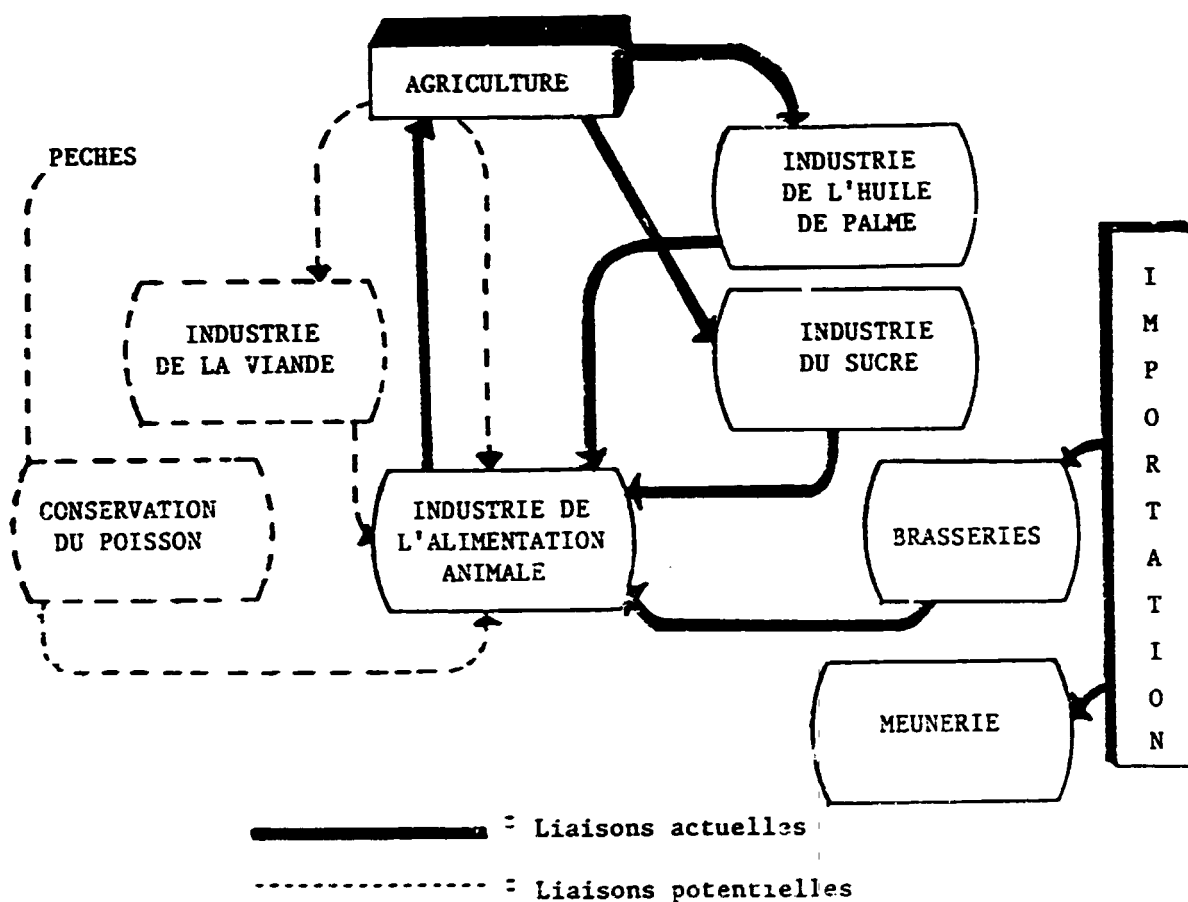 AGRICULTURE
PECHES
INDUSTRIE
DE L'HUILE
DE PALME
INDUSTRIE
DE LA VIANDE
INDUSTRIE
DU SUCRE
IMPORTATION
CONSERVATION
DU POISSON
INDUSTRIE DE
L'ALIMENTATION
ANIMALE
BRASSERIES
MEUNERIE
= Liaisons actuelles
= Liaisons potentielles